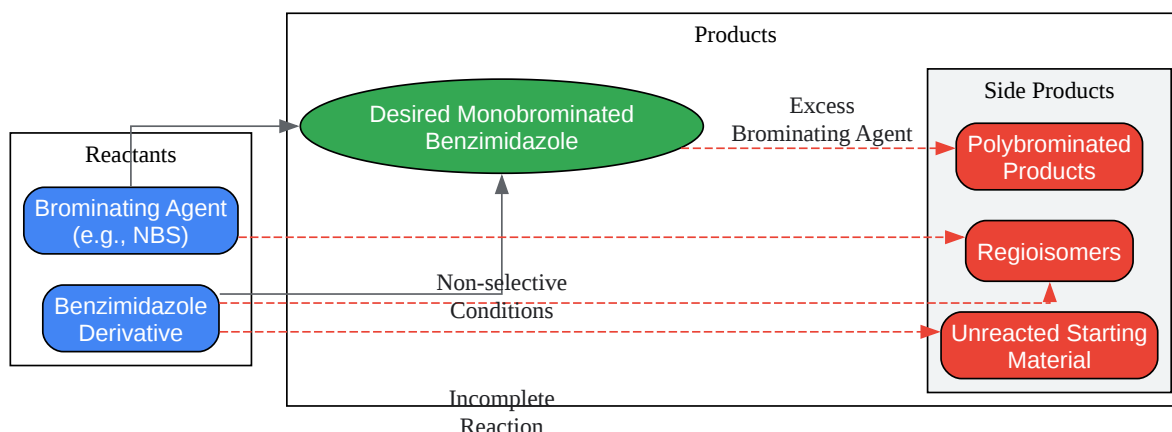 Products
Side Products
Desired Monobrominated
Benzimidazole
Excess
Brominating Agent
Polybrominated
Products
Reactants
Brominating Agent
(e.g., NBS)
Regioisomers
Benzimidazole
Derivative
Non-selective
Conditions
Unreacted Starting
Material
Incomplete
Reaction